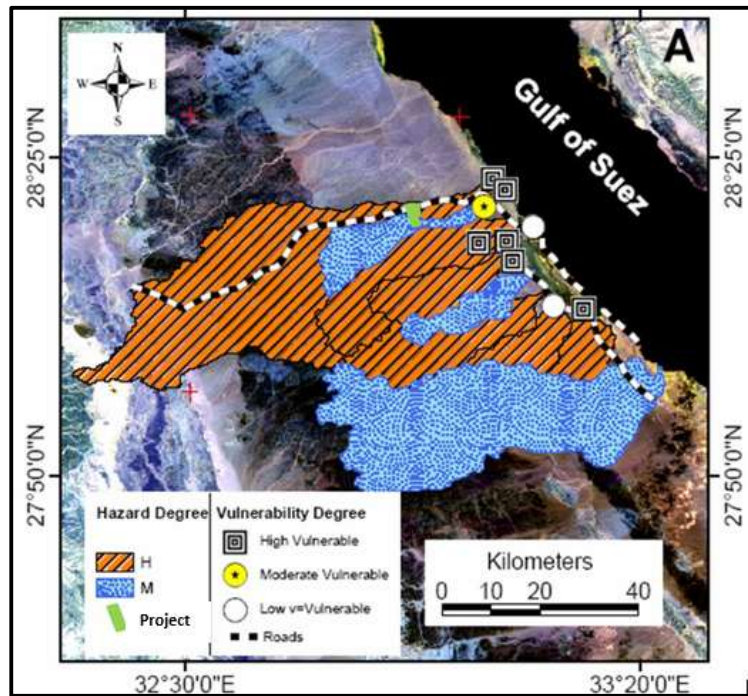 A
N
W E
S
Gulf of Suez
28°25'0"N
28°25'0"N
27°50'0"N
27°50'0"N
Hazard Degree
H
M
Project
Vulnerability Degree
High Vulnerable
Moderate Vulnerable
Low v=Vulnerable
Roads
Kilometers
0 10 20 40
32°30'0"E
33°20'0"E